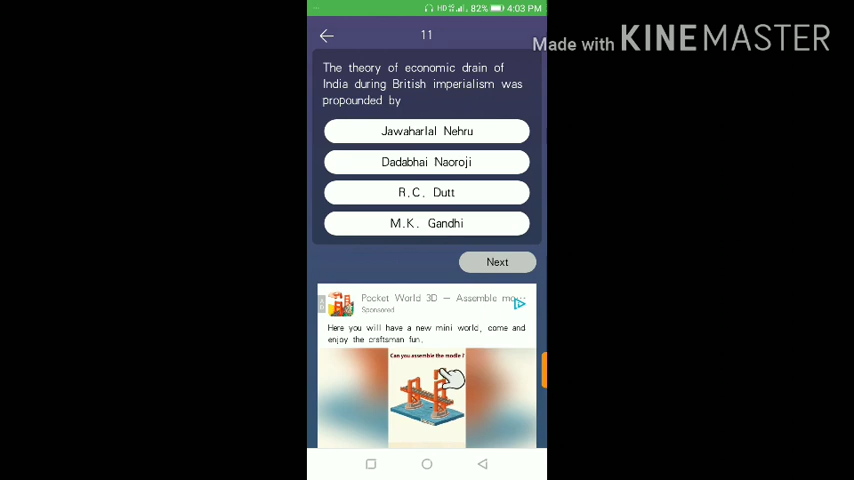 HD 82% 4:03 PM
11
Made with KINEMASTER
The theory of economic drain of
India during British imperialism was
propounded by
Jawaharlal Nehru
Dadabhai Naoroji
R.C. Dutt
M.K. Gandhi
Next
Pocket World 3D – Assemble mo...
Sponsored
Here you will have a new mini world, come and
enjoy the craftsman fun.
Can you assemble the modle ?